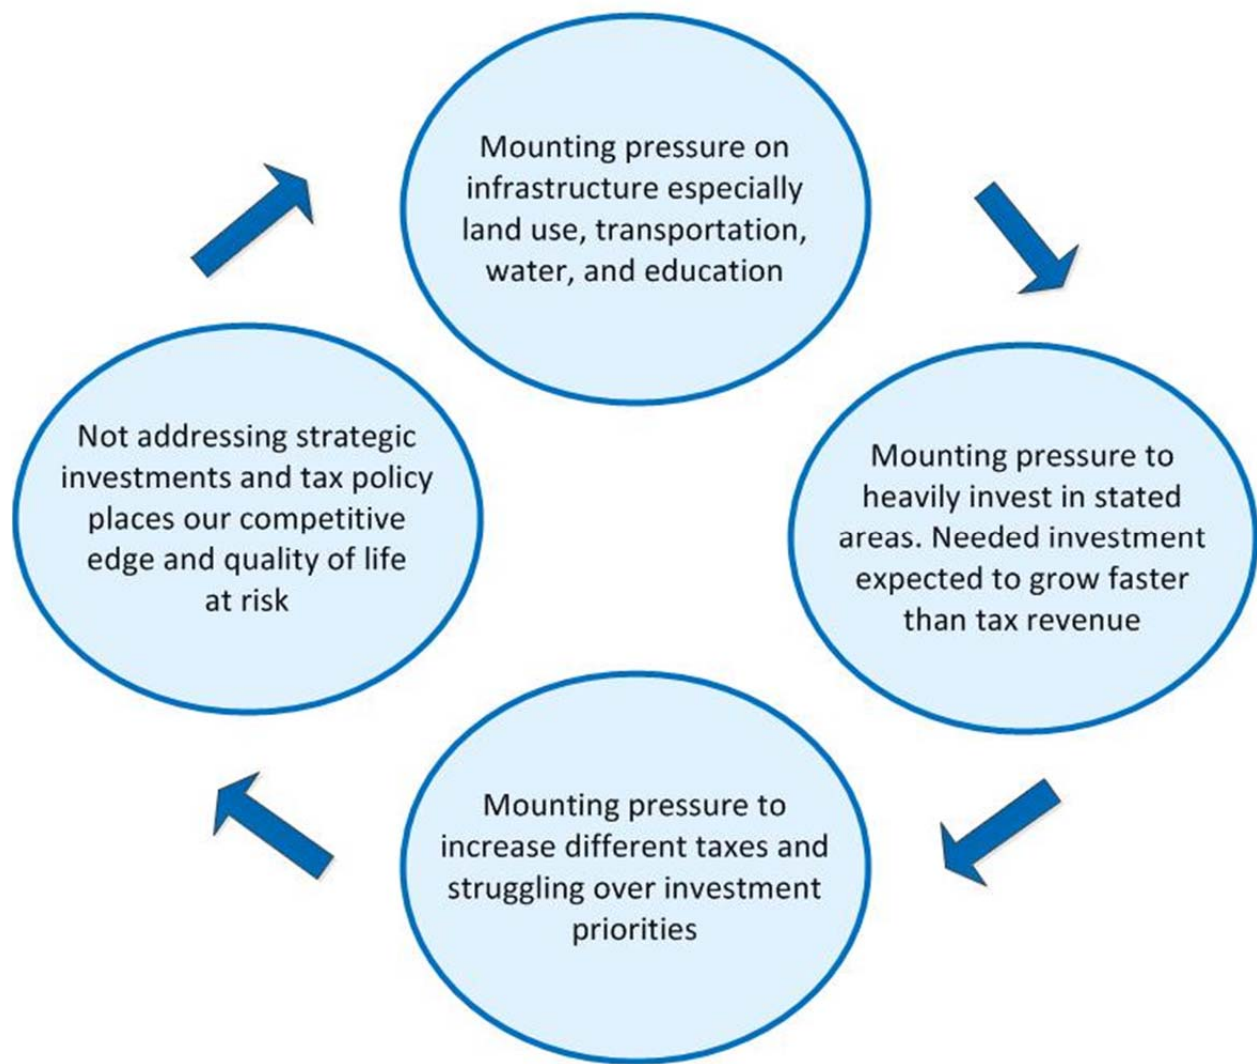 Mounting pressure on
infrastructure especially
land use, transportation,
water, and education
Mounting pressure to
heavily invest in stated
areas. Needed investment
expected to grow faster
than tax revenue
Mounting pressure to
increase different taxes and
struggling over investment
priorities
Not addressing strategic
investments and tax policy
places our competitive
edge and quality of life
at risk